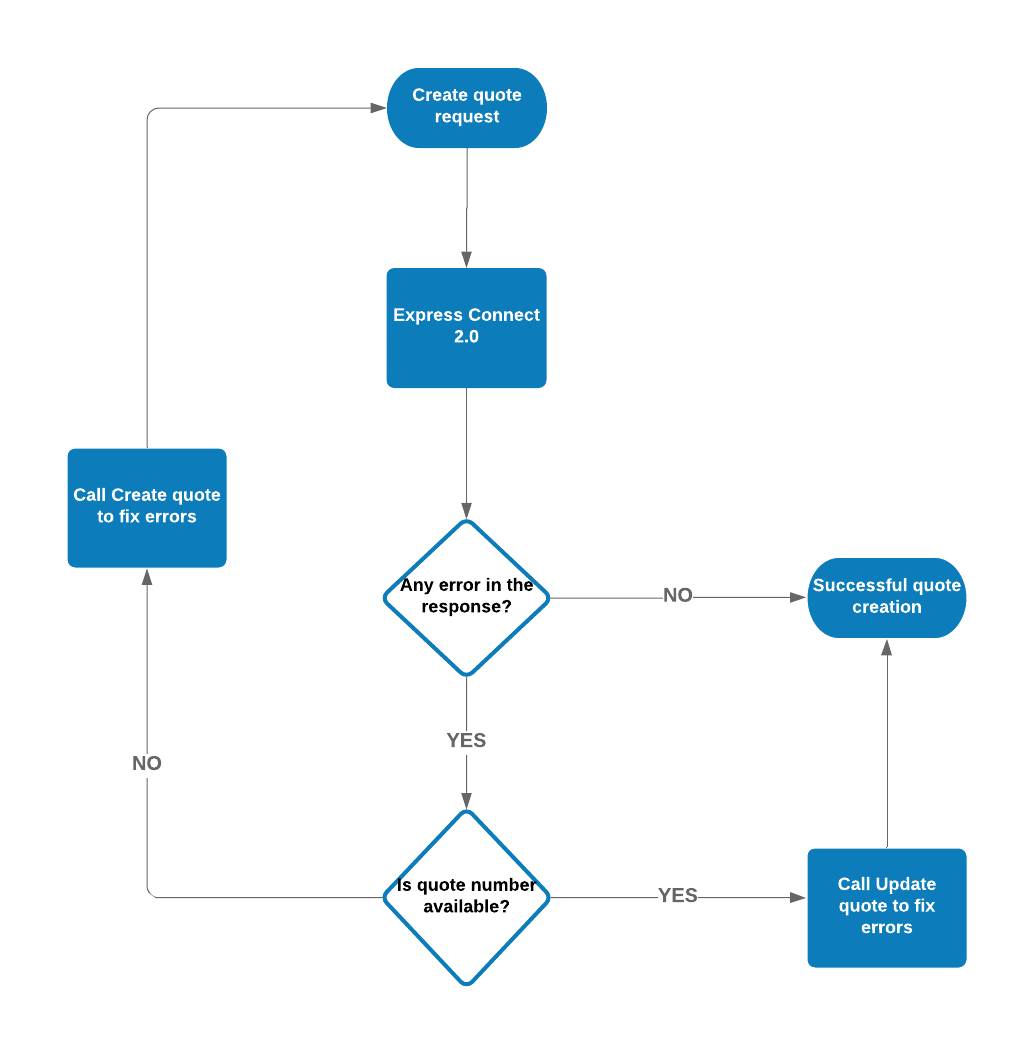 Create quote
request
Express Connect
2.0
Call Create quote
to fix errors
Any error in the
response?
NO
Successful quote
creation
YES
NO
Is quote number
available?
YES
Call Update
quote to fix
errors